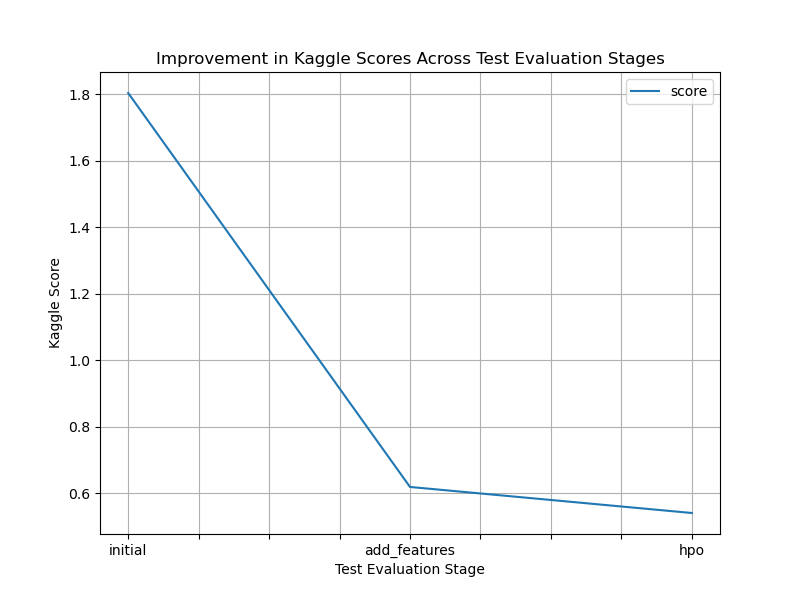 Improvement in Kaggle Scores Across Test Evaluation Stages
score
1.8
1.6
1.4
1.2
1.0
0.8
0.6
Kaggle Score
initial add_features hpo
Test Evaluation Stage